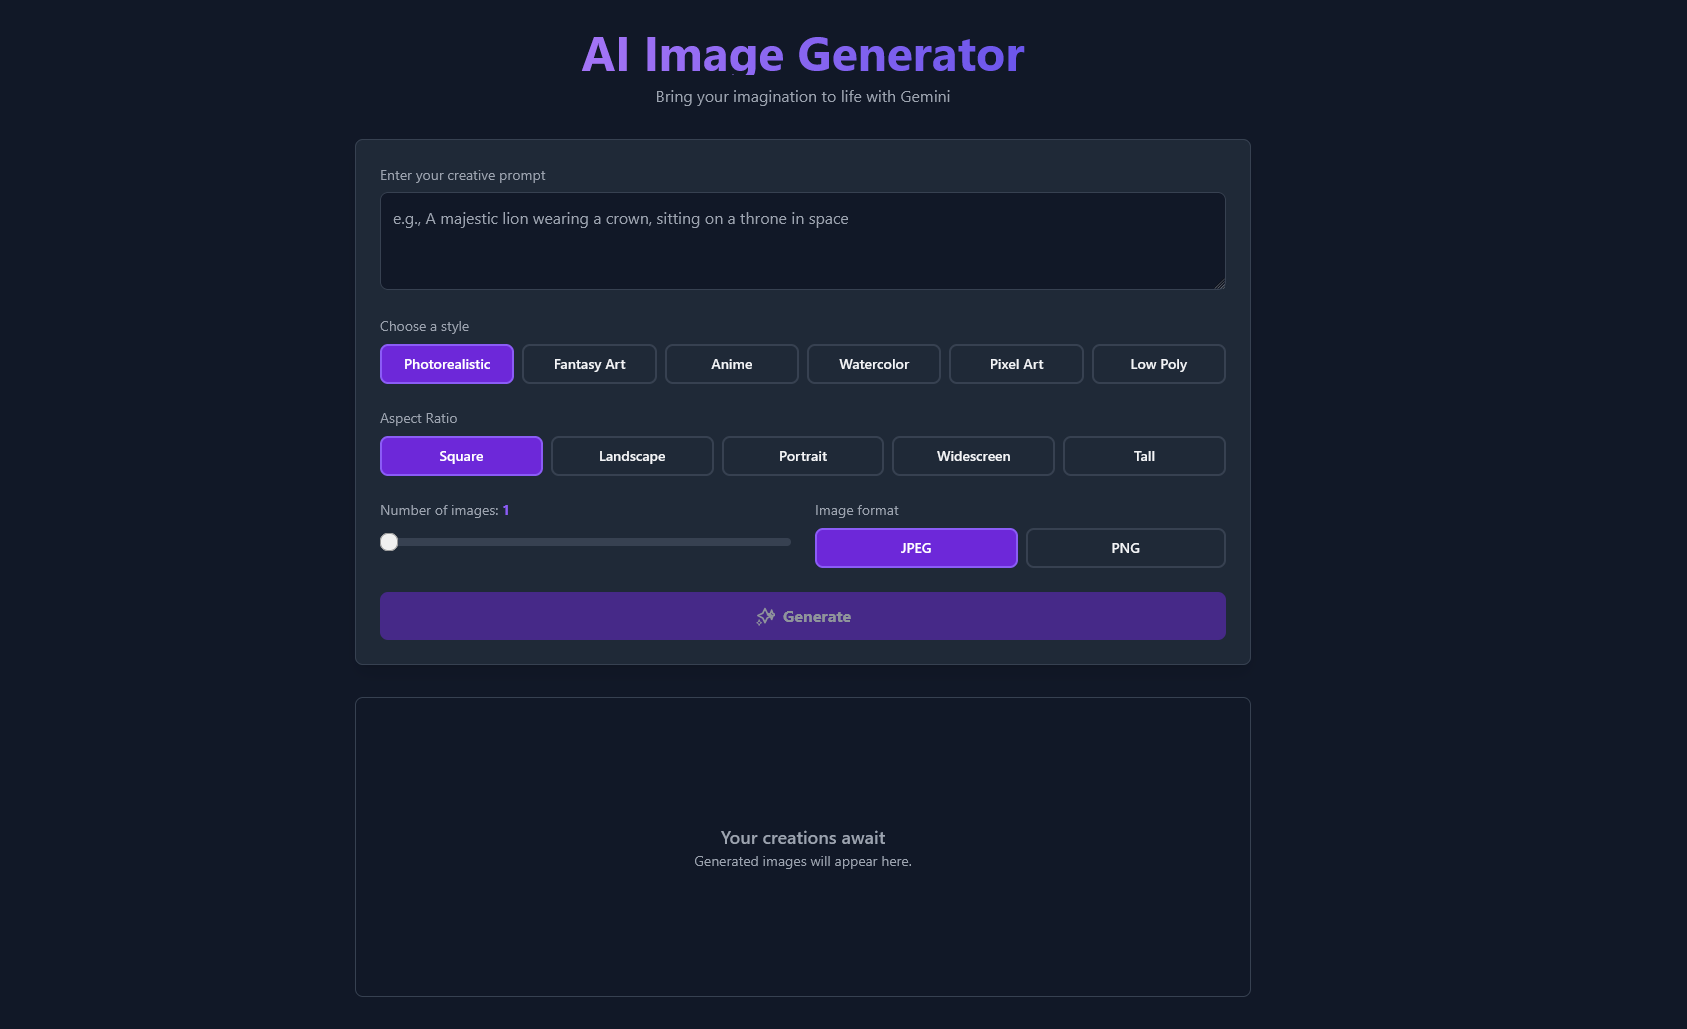 AI Image Generator
Bring your imagination to life with Gemini
Enter your creative prompt
e.g., A majestic lion wearing a crown, sitting on a throne in space
Choose a style
Photorealistic Fantasy Art Anime Watercolor Pixel Art Low Poly
Aspect Ratio
Square Landscape Portrait Widescreen Tall
Number of images: 1 Image format
JPEG PNG
Generate
Your creations await
Generated images will appear here.